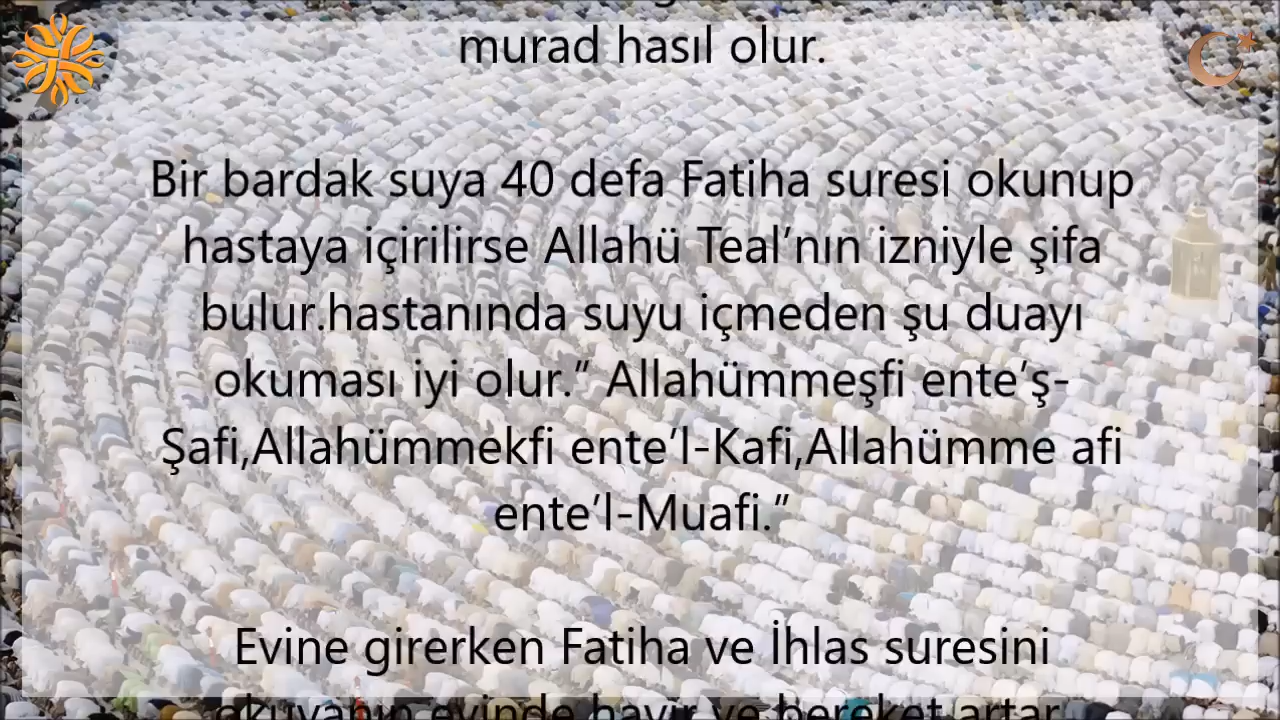 murad hasıl olur.
Bir bardak suya 40 defa Fatiha suresi okunup
hastaya içirilirse Allahü Teal’nın izniyle şifa
bulur.hastanında suyu içmeden şu duayı
okuması iyi olur.” Allahümmeşfi ente’ş-
Şafi,Allahümmekfi ente’l-Kafi,Allahümme afi
ente’l-Muafi.”
Evine girerken Fatiha ve İhlas suresini
okuyanın evinde hayır ve bereket artar.